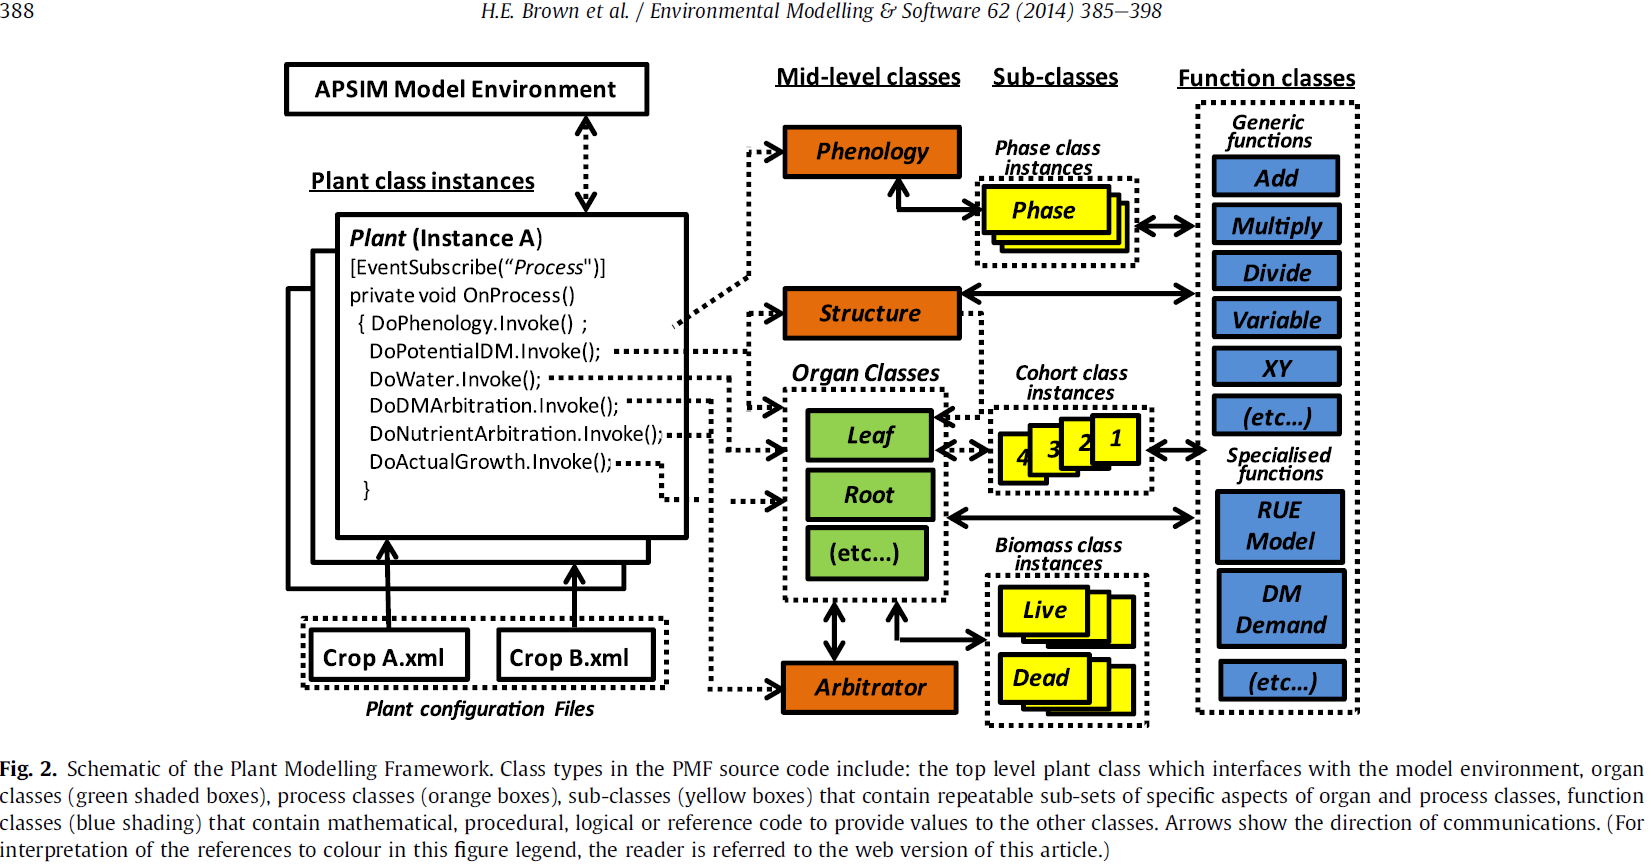 388
H.E. Brown et al. / Environmental Modelling & Software 62 (2014) 385–398
APSIM Model Environment
Plant class instances
Plant (Instance A)
[EventSubscribe(“Process")]
private void OnProcess()
{ DoPhenology.Invoke() ;
DoPotentialDM.Invoke();
DoWater.Invoke();
DoDMArbitration.Invoke();
DoNutrientArbitration.Invoke();
DoActualGrowth.Invoke();
}
Crop A.xml
Crop B.xml
Plant configuration Files
Mid-level classes
Phenology
Structure
Organ Classes
Leaf
Root
(etc...)
Arbitrator
Sub-classes
Phase class
instances
Phase
Cohort class
instances
4 3 2 1
Biomass class
instances
Live
Dead
Function classes
Generic
functions
Add
Multiply
Divide
Variable
XY
(etc...)
Specialised
functions
RUE
Model
DM
Demand
(etc...)
Fig. 2. Schematic of the Plant Modelling Framework. Class types in the PMF source code include: the top level plant class which interfaces with the model environment, organ
classes (green shaded boxes), process classes (orange boxes), sub-classes (yellow boxes) that contain repeatable sub-sets of specific aspects of organ and process classes, function
classes (blue shading) that contain mathematical, procedural, logical or reference code to provide values to the other classes. Arrows show the direction of communications. (For
interpretation of the references to colour in this figure legend, the reader is referred to the web version of this article.)